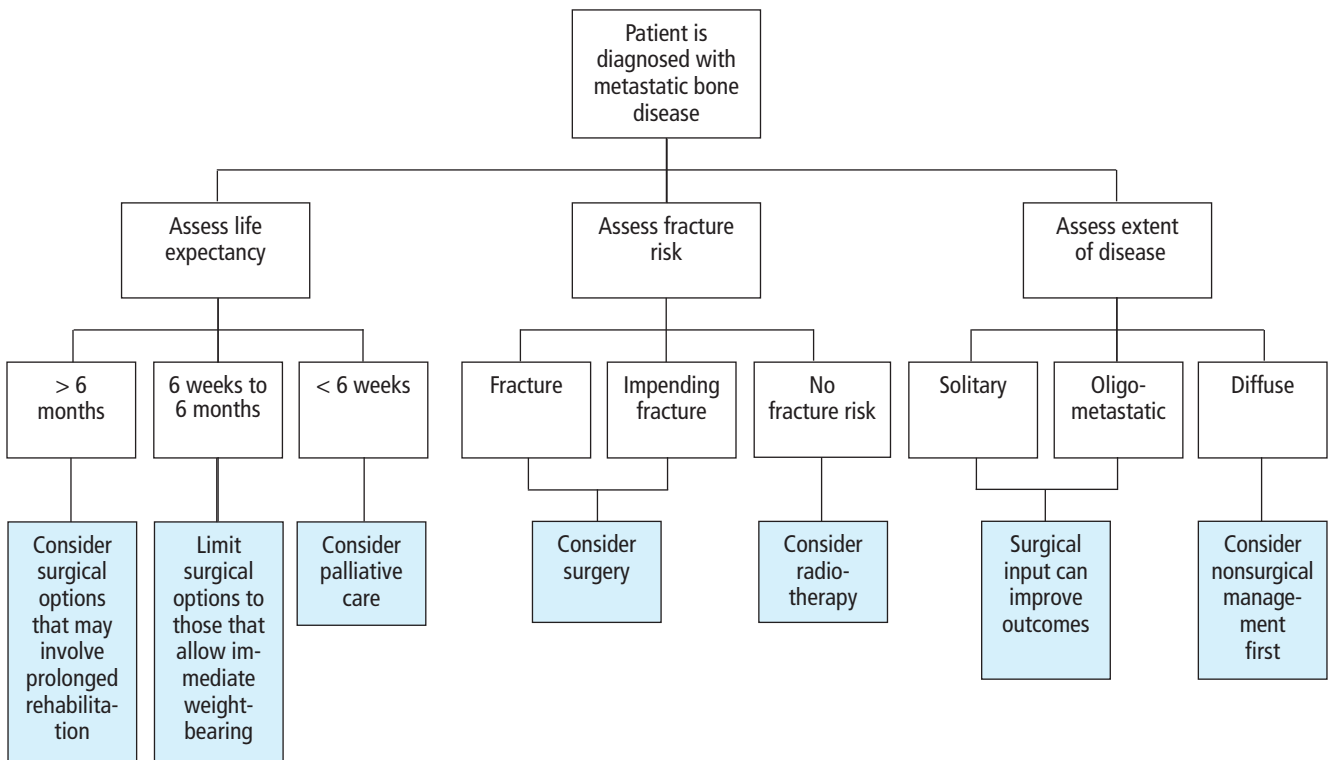 Patient is
diagnosed with
metastatic bone
disease
Assess life
expectancy
Assess fracture
risk
Assess extent
of disease
> 6
months
6 weeks to
6 months
< 6 weeks
Fracture
Impending
fracture
No
fracture risk
Solitary
Oligo-
metastatic
Diffuse
Consider
surgical
options
that may
involve
prolonged
rehabilita-
tion
Limit
surgical
options to
those that
allow im-
mediate
weight-
bearing
Consider
palliative
care
Consider
surgery
Consider
radio-
therapy
Surgical
input can
improve
outcomes
Consider
nonsurgical
manage-
ment
first